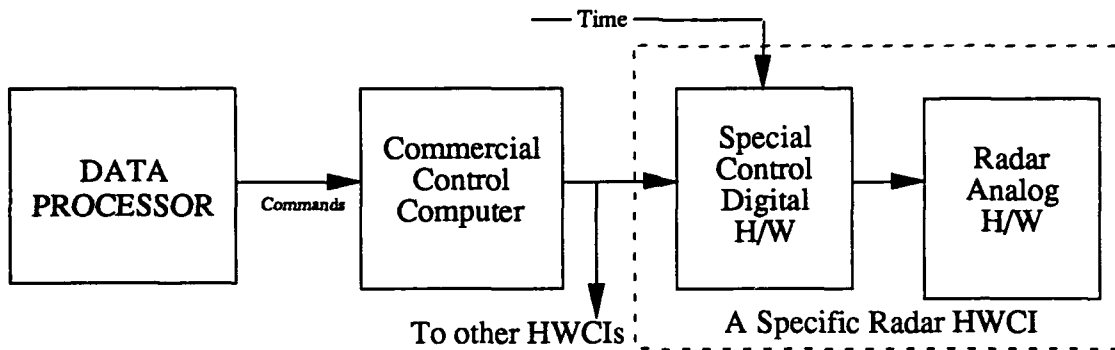 Time
DATA
PROCESSOR
Commands
Commercial
Control
Computer
Special
Control
Digital
H/W
Radar
Analog
H/W
To other HWCIs
A Specific Radar HWCI